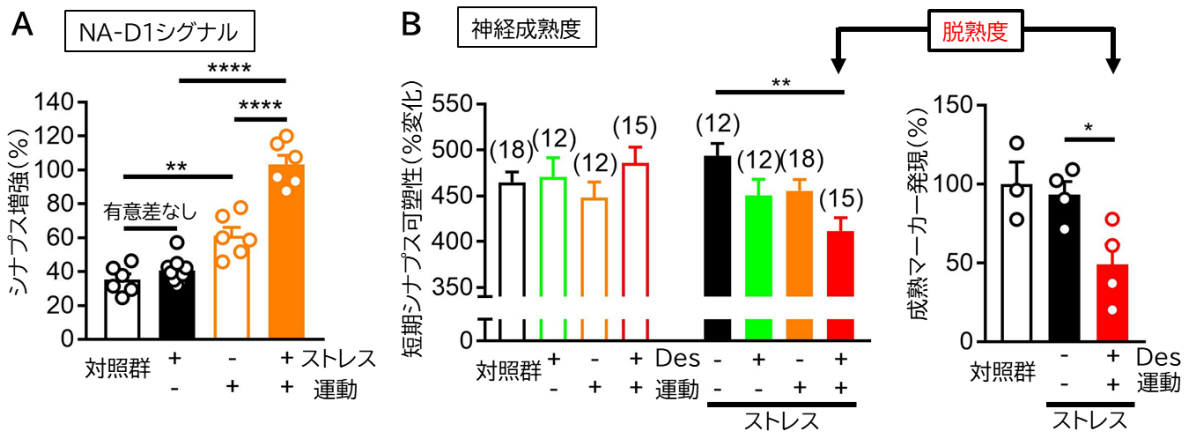 A
NA-D1シグナル
シナプス増強(%)
140
120
100
80
60
40
20
0
****
****
**
有意差なし
対照群
+ - + ストレス
- + + 運動
B
神経成熟度
脱熟度
短期シナプス可塑性(%変化)
550
500
450
400
350
0
(18)
(12)
(12)
(15)
**
(12)
(12)
(18)
(15)
対照群
+ - + Des - + - +
- + + 運動 - - + +
ストレス
成熟マーカー発現(%)
150
100
50
0
*
対照群
- + Des
- + 運動
ストレス